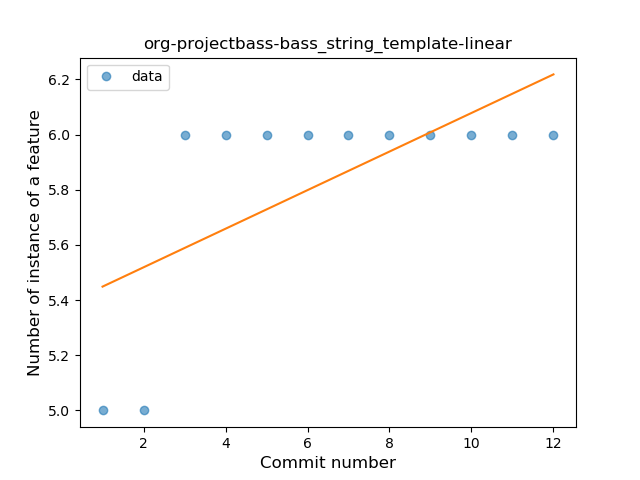 org-projectbass-bass_string_template-linear
data
Number of instance of a feature
6.2
6.0
5.8
5.6
5.4
5.2
5.0
2 4 6 8 10 12
Commit number